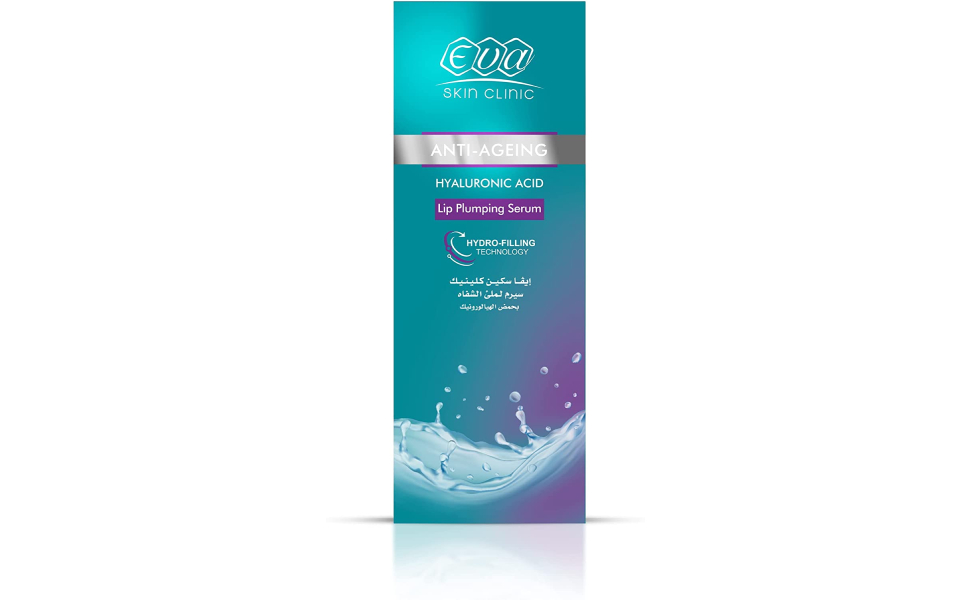 Eva
SKIN CLINIC
ANTI-AGEING
HYALURONIC ACID
Lip Plumping Serum
HYDRO-FILLING
TECHNOLOGY
إيڤا سكين كلينيك
سيرم لملئ الشفاه
بحمض الهيالورونيك